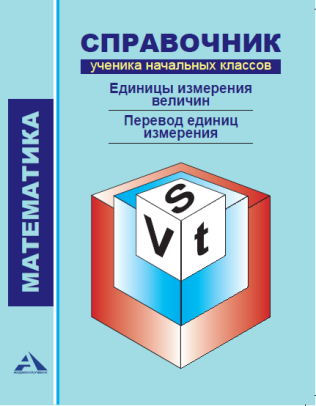 СПРАВОЧНИК
ученика начальных классов
Единицы измерения
величин
Перевод единиц
измерения
МАТЕМАТИКА
S
V t